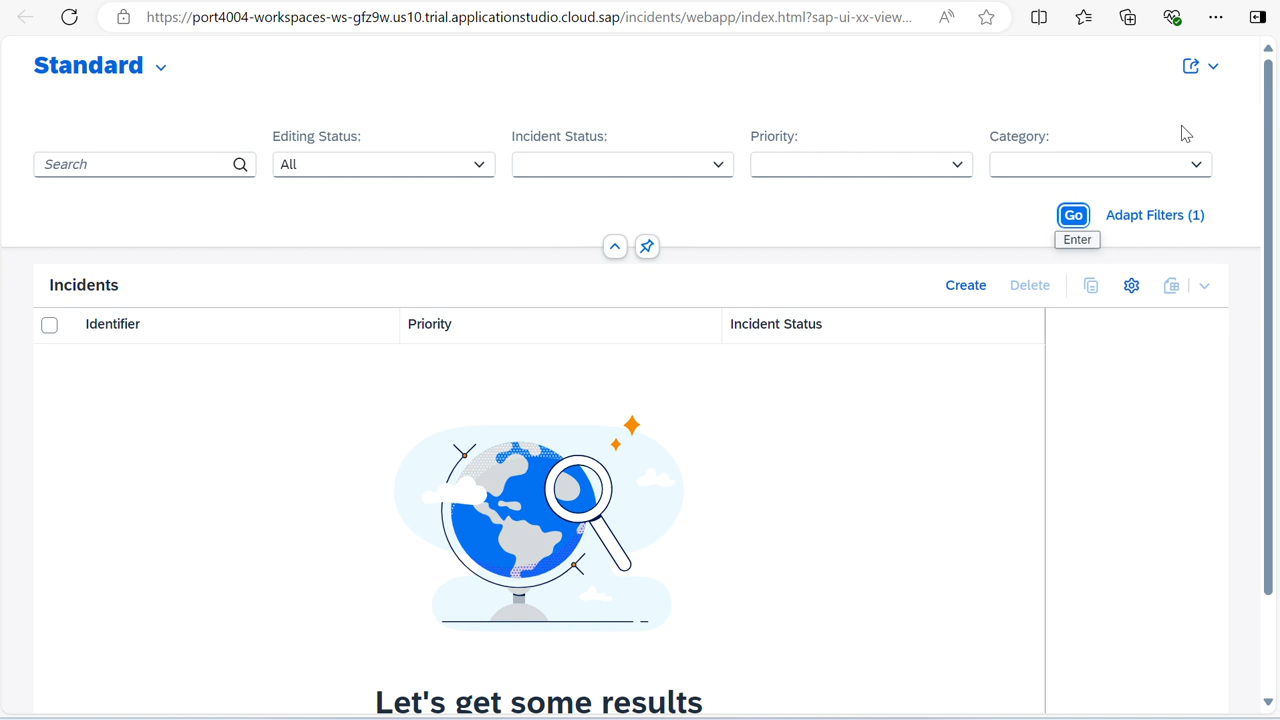 https://port4004-workspaces-ws-gfz9w.us10.trial.applicationstudio.cloud.sap/incidents/webapp/index.html?sap-ui-xx-view...
Standard
Editing Status:
Incident Status:
Priority:
Category:
Search
All
Go
Adapt Filters (1)
Enter
Incidents
Create
Delete
Identifier
Priority
Incident Status
Let's get some results